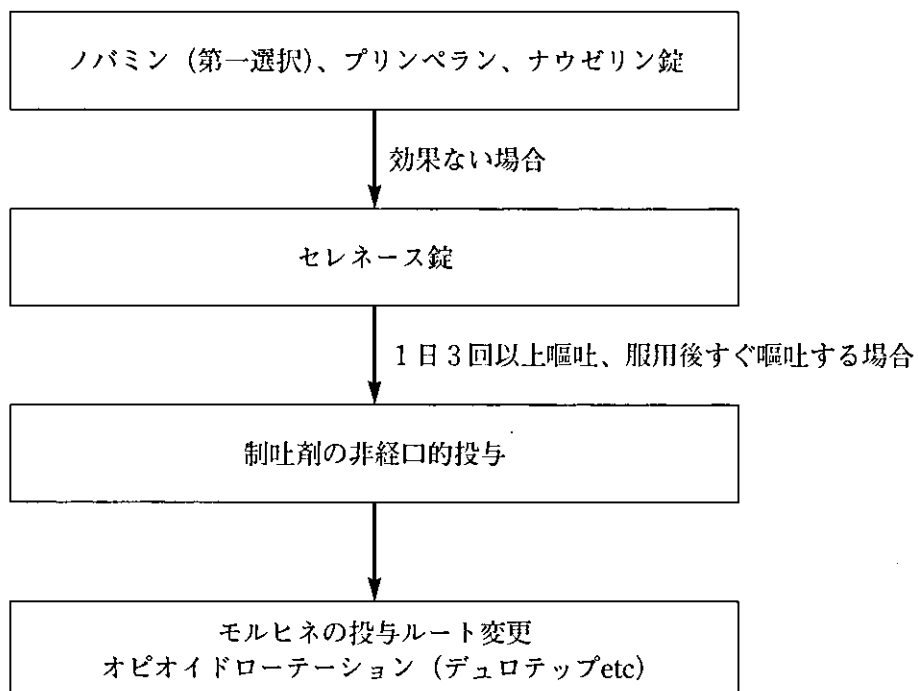 ノバミン（第一選択）、プリンペラン、ナウゼリン錠
効果ない場合
セレネース錠
１日３回以上嘔吐、服用後すぐ嘔吐する場合
制吐剤の非経口的投与
モルヒネの投与ルート変更
オピオイドローテーション（デュロテップetc）